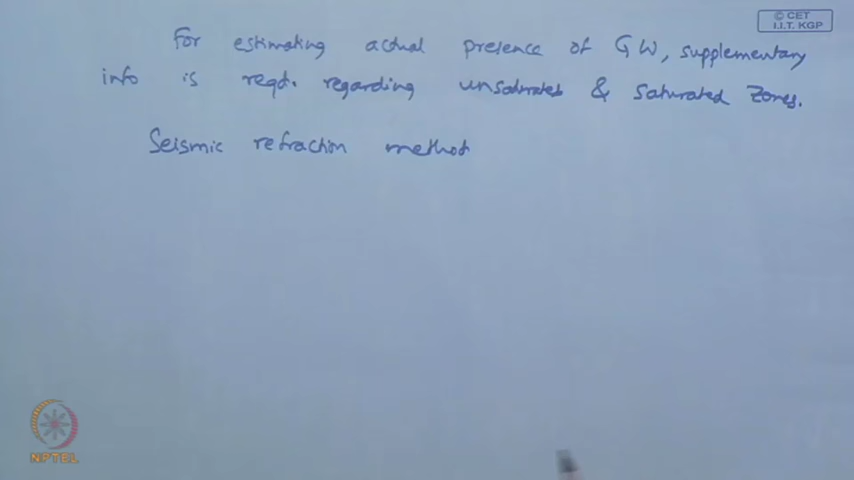 © CET
I.I.T. KGP
For estimating actual presence of GW, supplementary
info is reqd. regarding unsaturated & saturated zones.
Seismic refraction method
NPTEL